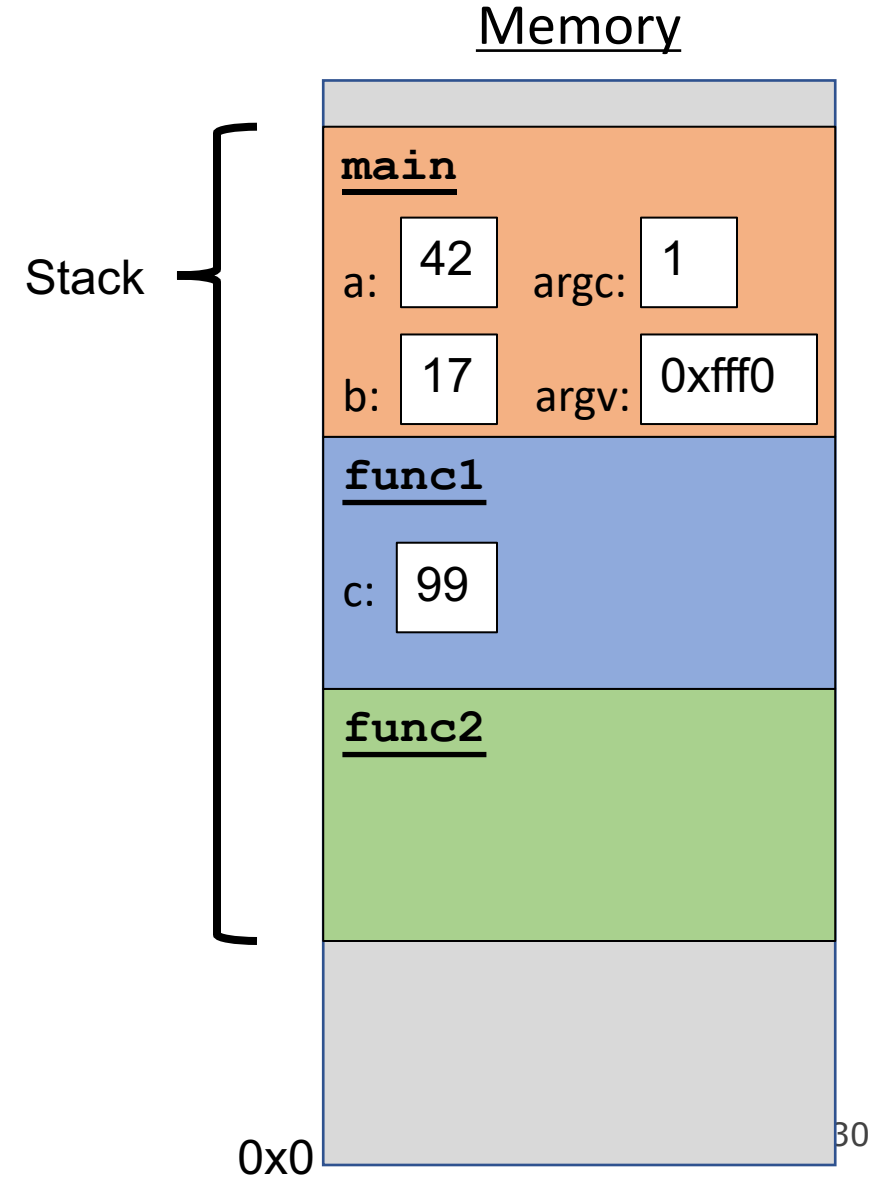 Memory
main
Stack
a: 42 argc: 1
b: 17 argv: 0xfff0
func1
c: 99
func2
0x0
30